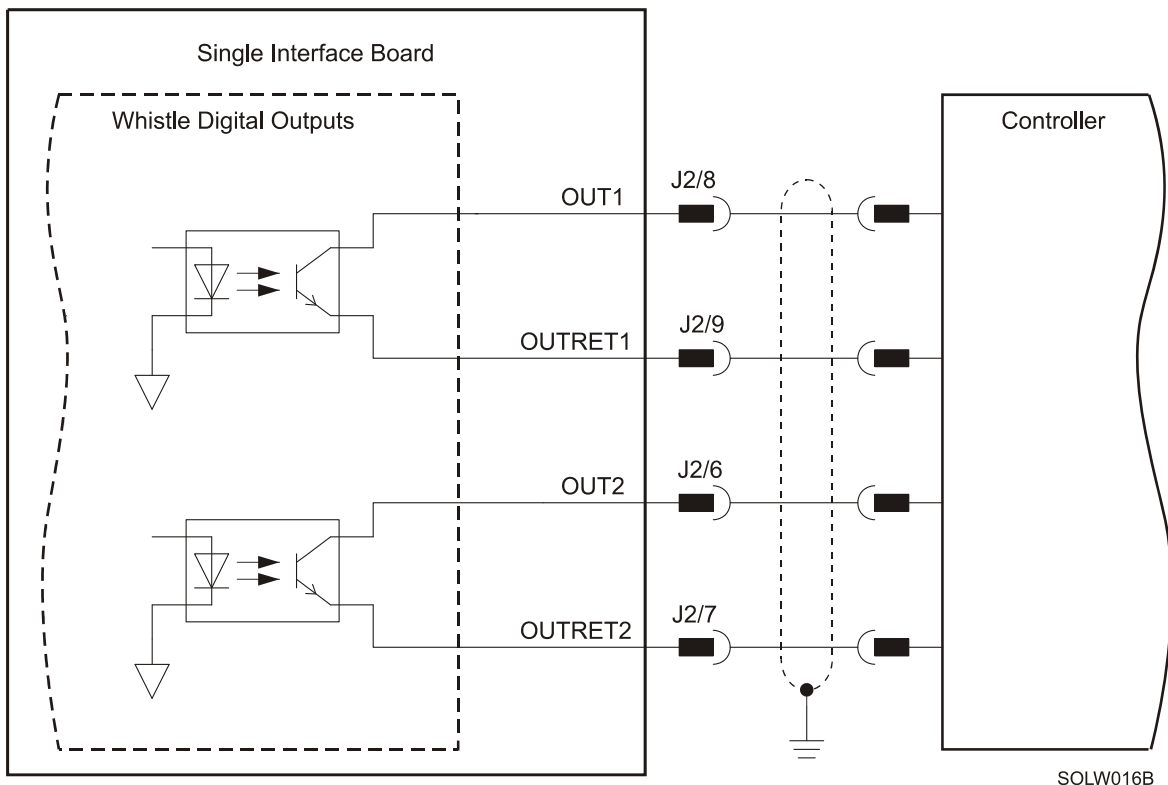 Single Interface Board
Whistle Digital Outputs
Controller
OUT1
J2/8
OUTRET1
J2/9
OUT2
J2/6
OUTRET2
J2/7
SOLW016B